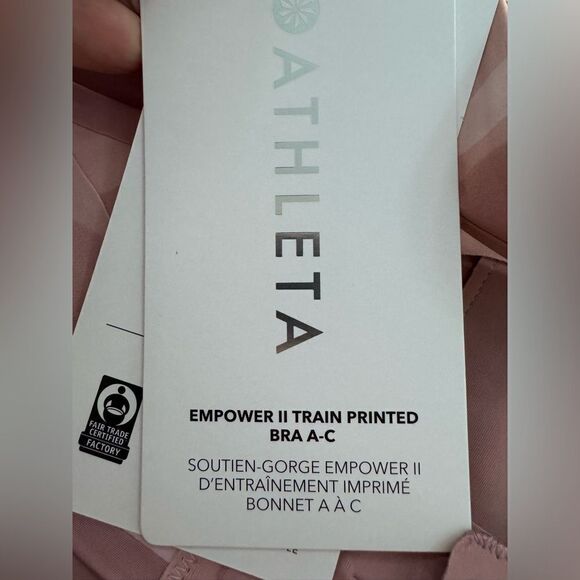 ATHLETA
EMPOWER II TRAIN PRINTED
BRA A-C
SOUTIEN-GORGE EMPOWER II
D'ENTRAÎNEMENT IMPRIMÉ
BONNET A À C
FAIR TRADE
CERTIFIED
FACTORY